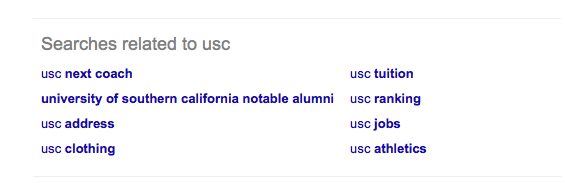 Searches related to usc
usc next coach
university of southern california notable alumni
usc address
usc clothing
usc tuition
usc ranking
usc jobs
usc athletics